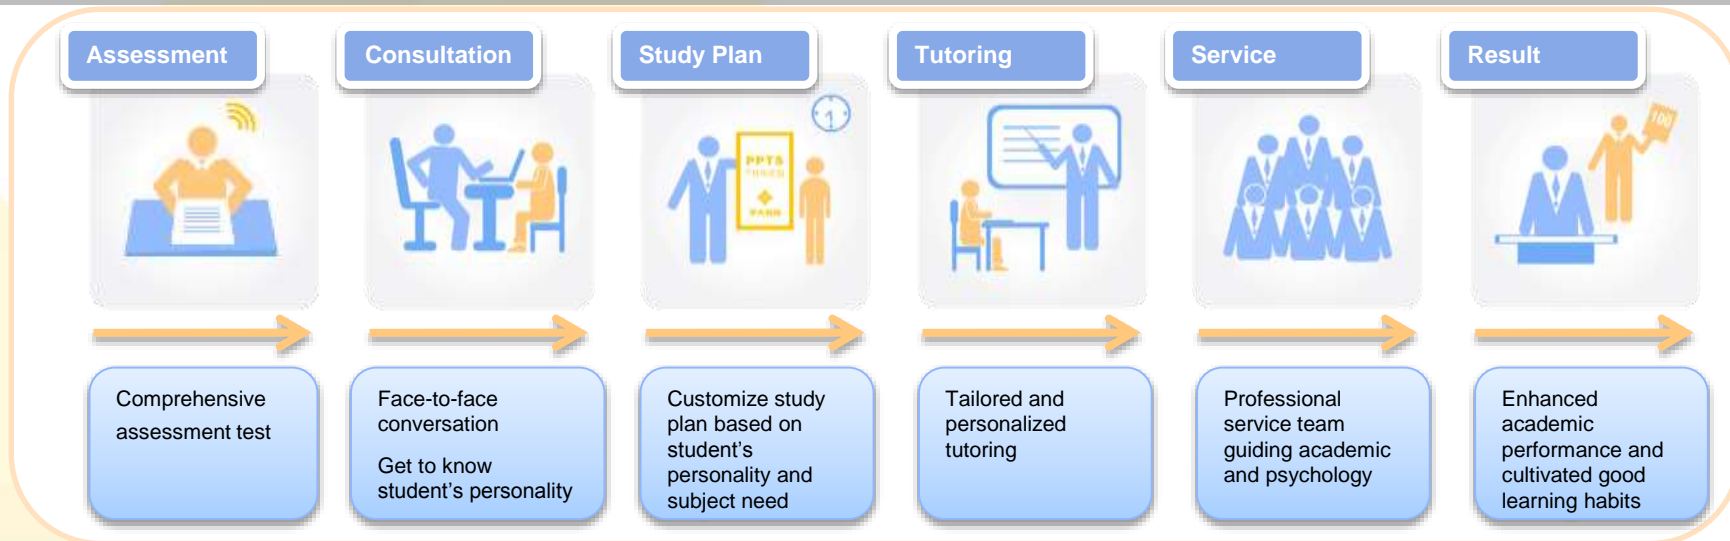 Assessment
Consultation
Study Plan
Tutoring
Service
Result
1
PPTS
100
Comprehensive
assessment test
Face-to-face
conversation
Get to know
student’s personality
Customize study
plan based on
student’s
personality and
subject need
Tailored and
personalized
tutoring
Professional
service team
guiding academic
and psychology
Enhanced
academic
performance and
cultivated good
learning habits